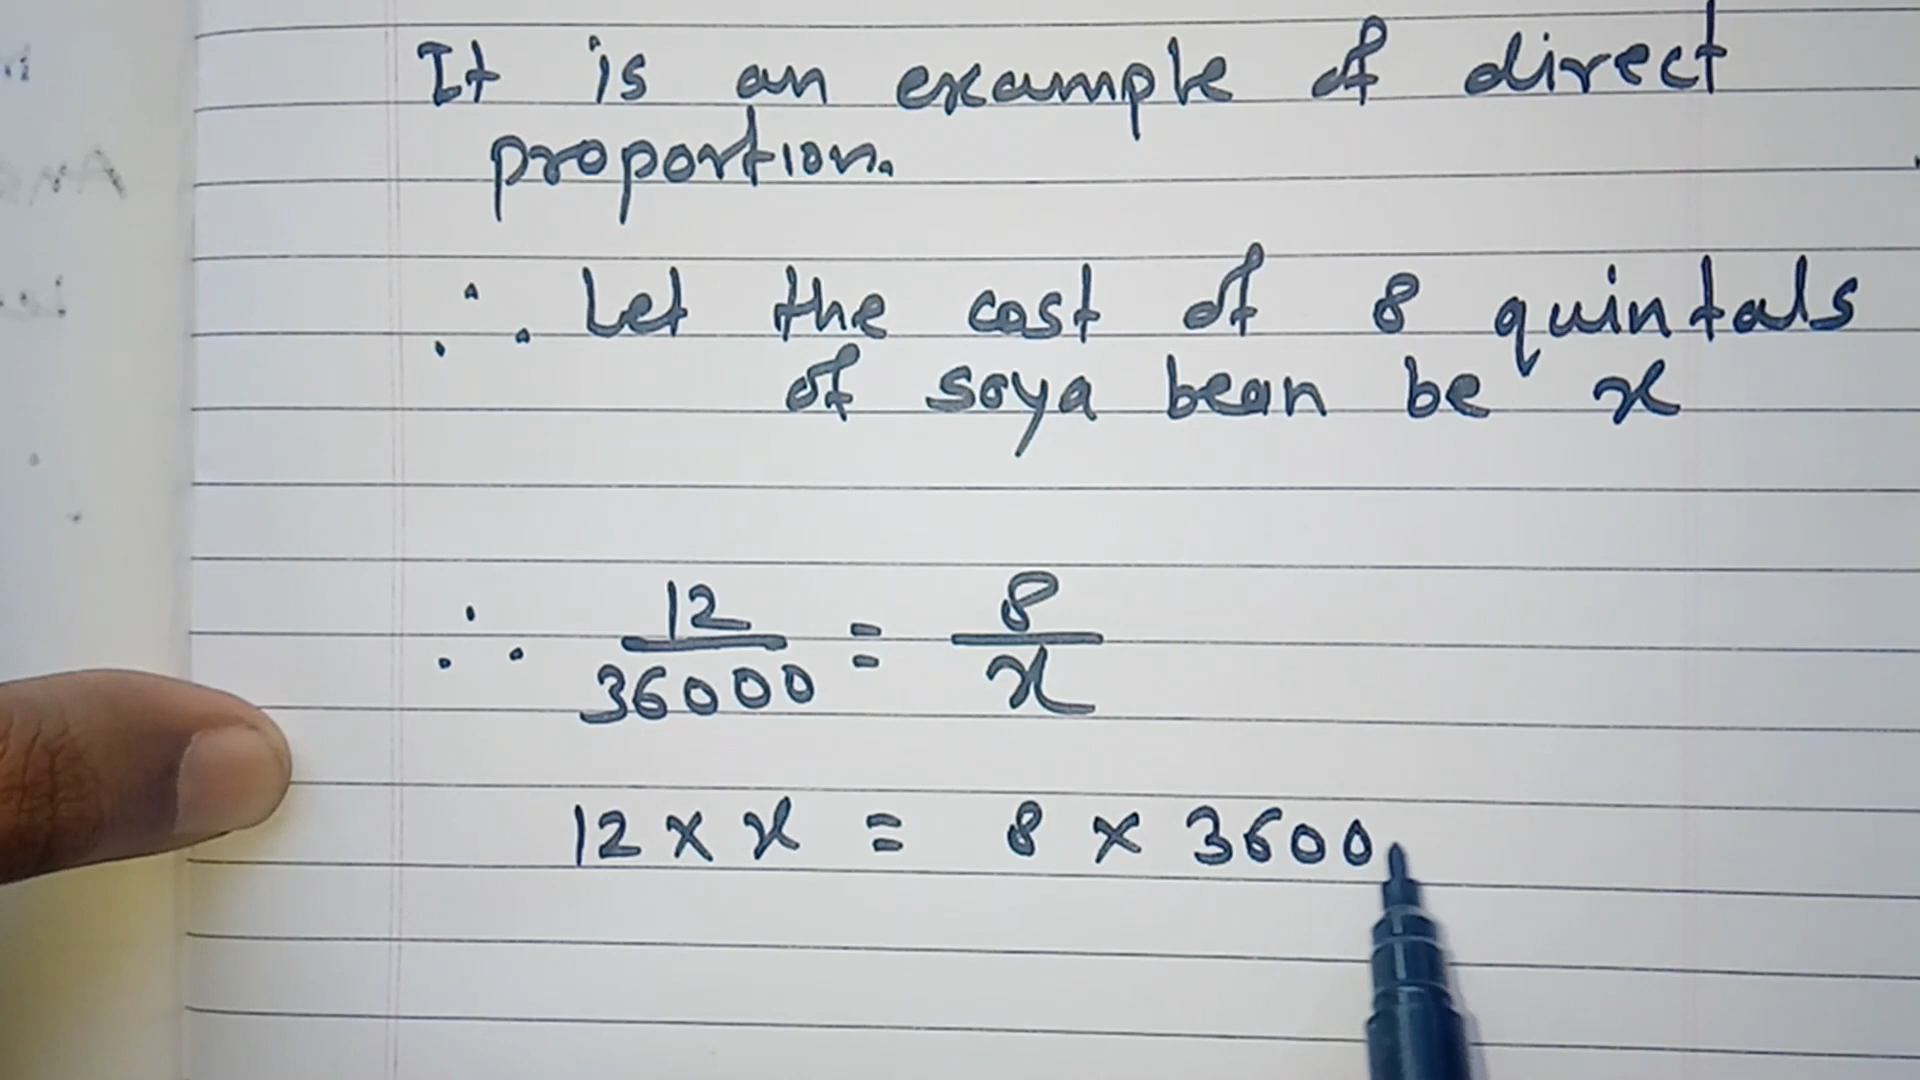 It is an example of direct
proportion.
∴ Let the cost of 8 quintals
of soya bean be x
∴ 12/36000 = 8/x
12 × x = 8 × 3600